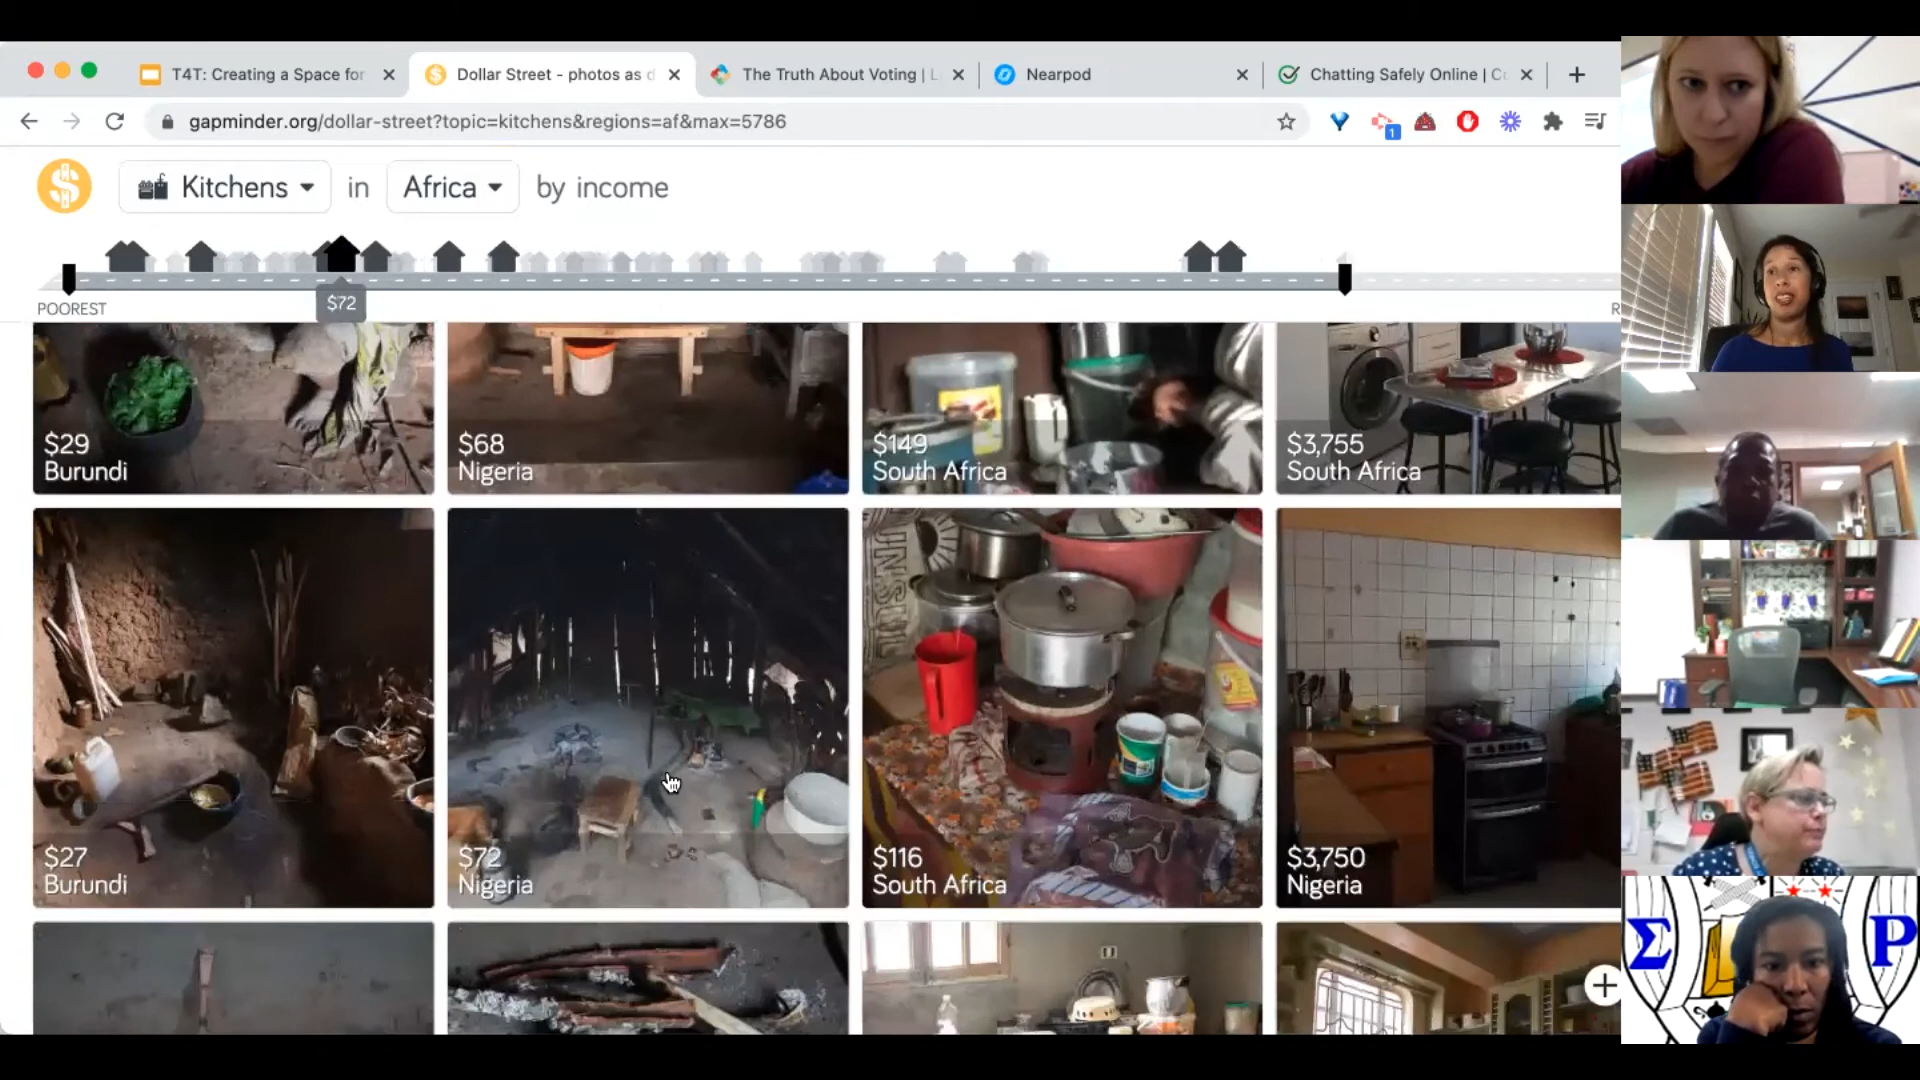 T4T: Creating a Space for
Dollar Street - photos as d
The Truth About Voting | L
Nearpod
Chatting Safely Online | Co
gapminder.org/dollar-street?topic=kitchens&regions=af&max=5786
1
$
Kitchens in Africa by income
$72
POOREST
R
$29
Burundi
$68
Nigeria
$149
South Africa
$3,755
South Africa
$27
Burundi
$72
Nigeria
$116
South Africa
$3,750
Nigeria
Σ Ρ